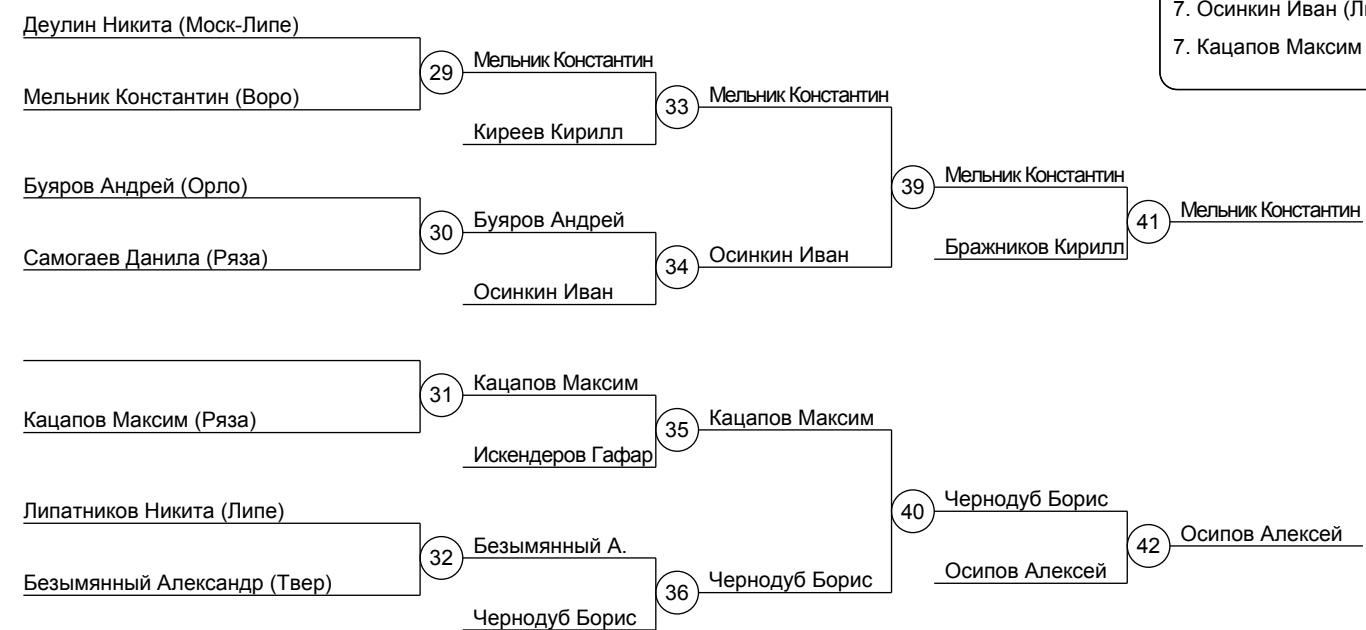 7. Осинкин Иван (Ли
7. Кацапов Максим
Деулин Никита (Моск-Липе)
29
Мельник Константин
Мельник Константин (Воро)
33
Мельник Константин
Киреев Кирилл
39
Мельник Константин
Буяров Андрей (Орло)
30
Буяров Андрей
41
Мельник Константин
Самогаев Данила (Ряза)
34
Осинкин Иван
Бражников Кирилл
Осинкин Иван
31
Кацапов Максим
Кацапов Максим (Ряза)
35
Кацапов Максим
Искендеров Гафар
40
Чернодуб Борис
Липатников Никита (Липе)
32
Безымянный А.
42
Осипов Алексей
Безымянный Александр (Твер)
36
Чернодуб Борис
Осипов Алексей
Чернодуб Борис